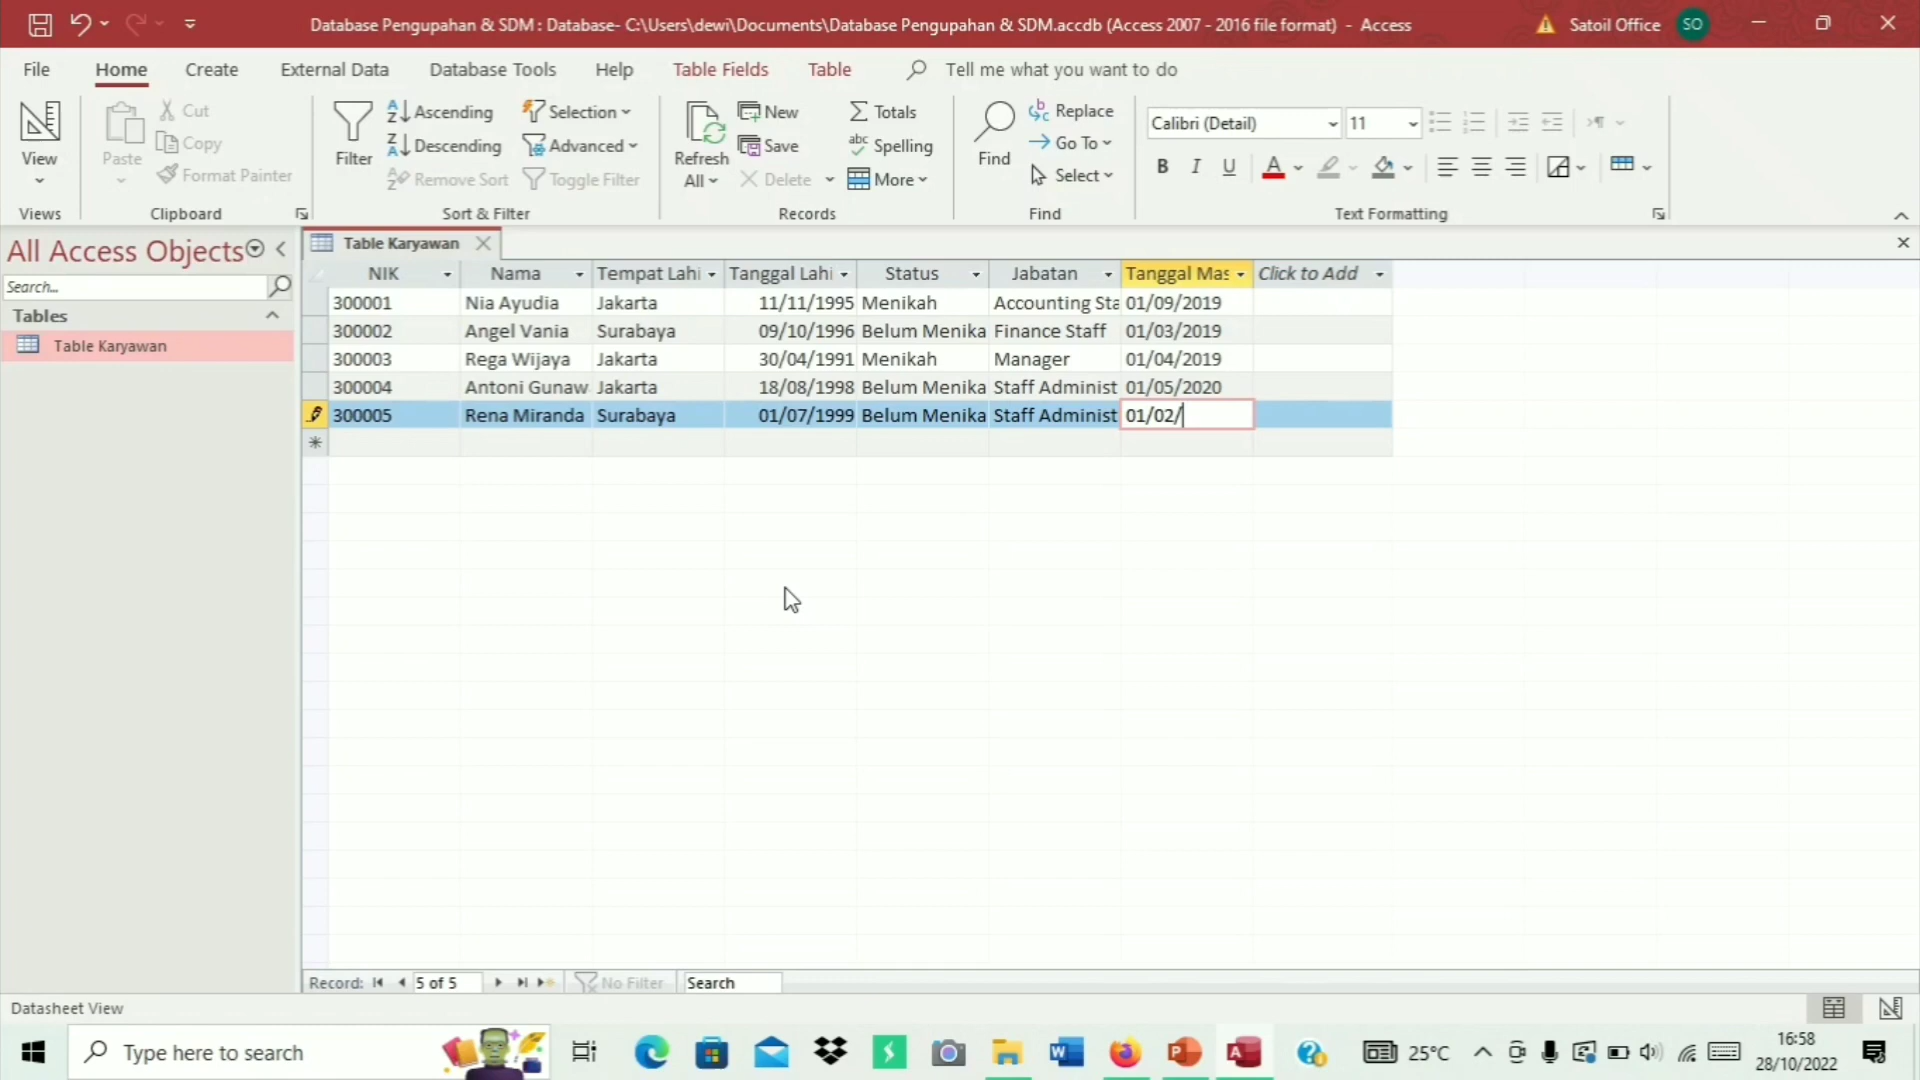 Database Pengupahan & SDM : Database- C:\Users\dewi\Documents\Database Pengupahan & SDM.accdb (Access 2007 - 2016 file format) - Access
Satoil Office SO
File Home Create External Data Database Tools Help Table Fields Table Tell me what you want to do
View
Views
Paste
Cut
Copy
Format Painter
Clipboard
Filter
Ascending
Descending
Remove Sort
Selection
Advanced
Toggle Filter
Sort & Filter
Refresh
All
New
Save
Delete
Totals
Spelling
More
Records
Find
Replace
Go To
Select
Find
Calibri (Detail) 11
B I U A
Text Formatting
All Access Objects
Search...
Tables
Table Karyawan
Table Karyawan
NIK Nama Tempat Lahi Tanggal Lahi Status Jabatan Tanggal Mas Click to Add
300001 Nia Ayudia Jakarta 11/11/1995 Menikah Accounting Sta 01/09/2019
300002 Angel Vania Surabaya 09/10/1996 Belum Menika Finance Staff 01/03/2019
300003 Rega Wijaya Jakarta 30/04/1991 Menikah Manager 01/04/2019
300004 Antoni Gunaw Jakarta 18/08/1998 Belum Menika Staff Administ 01/05/2020
300005 Rena Miranda Surabaya 01/07/1999 Belum Menika Staff Administ 01/02/
Record: 5 of 5 No Filter Search
Datasheet View
Type here to search
25°C
16:58
28/10/2022